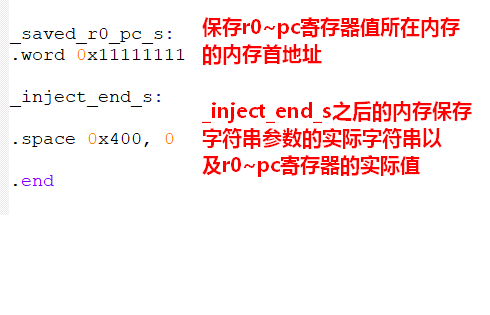 _saved_r0_pc_s:
.word 0x11111111
保存r0~pc寄存器值所在内存
的内存首地址
_inject_end_s:
.space 0x400, 0
.end
_inject_end_s之后的内存保存
字符串参数的实际字符串以
及r0~pc寄存器的实际值